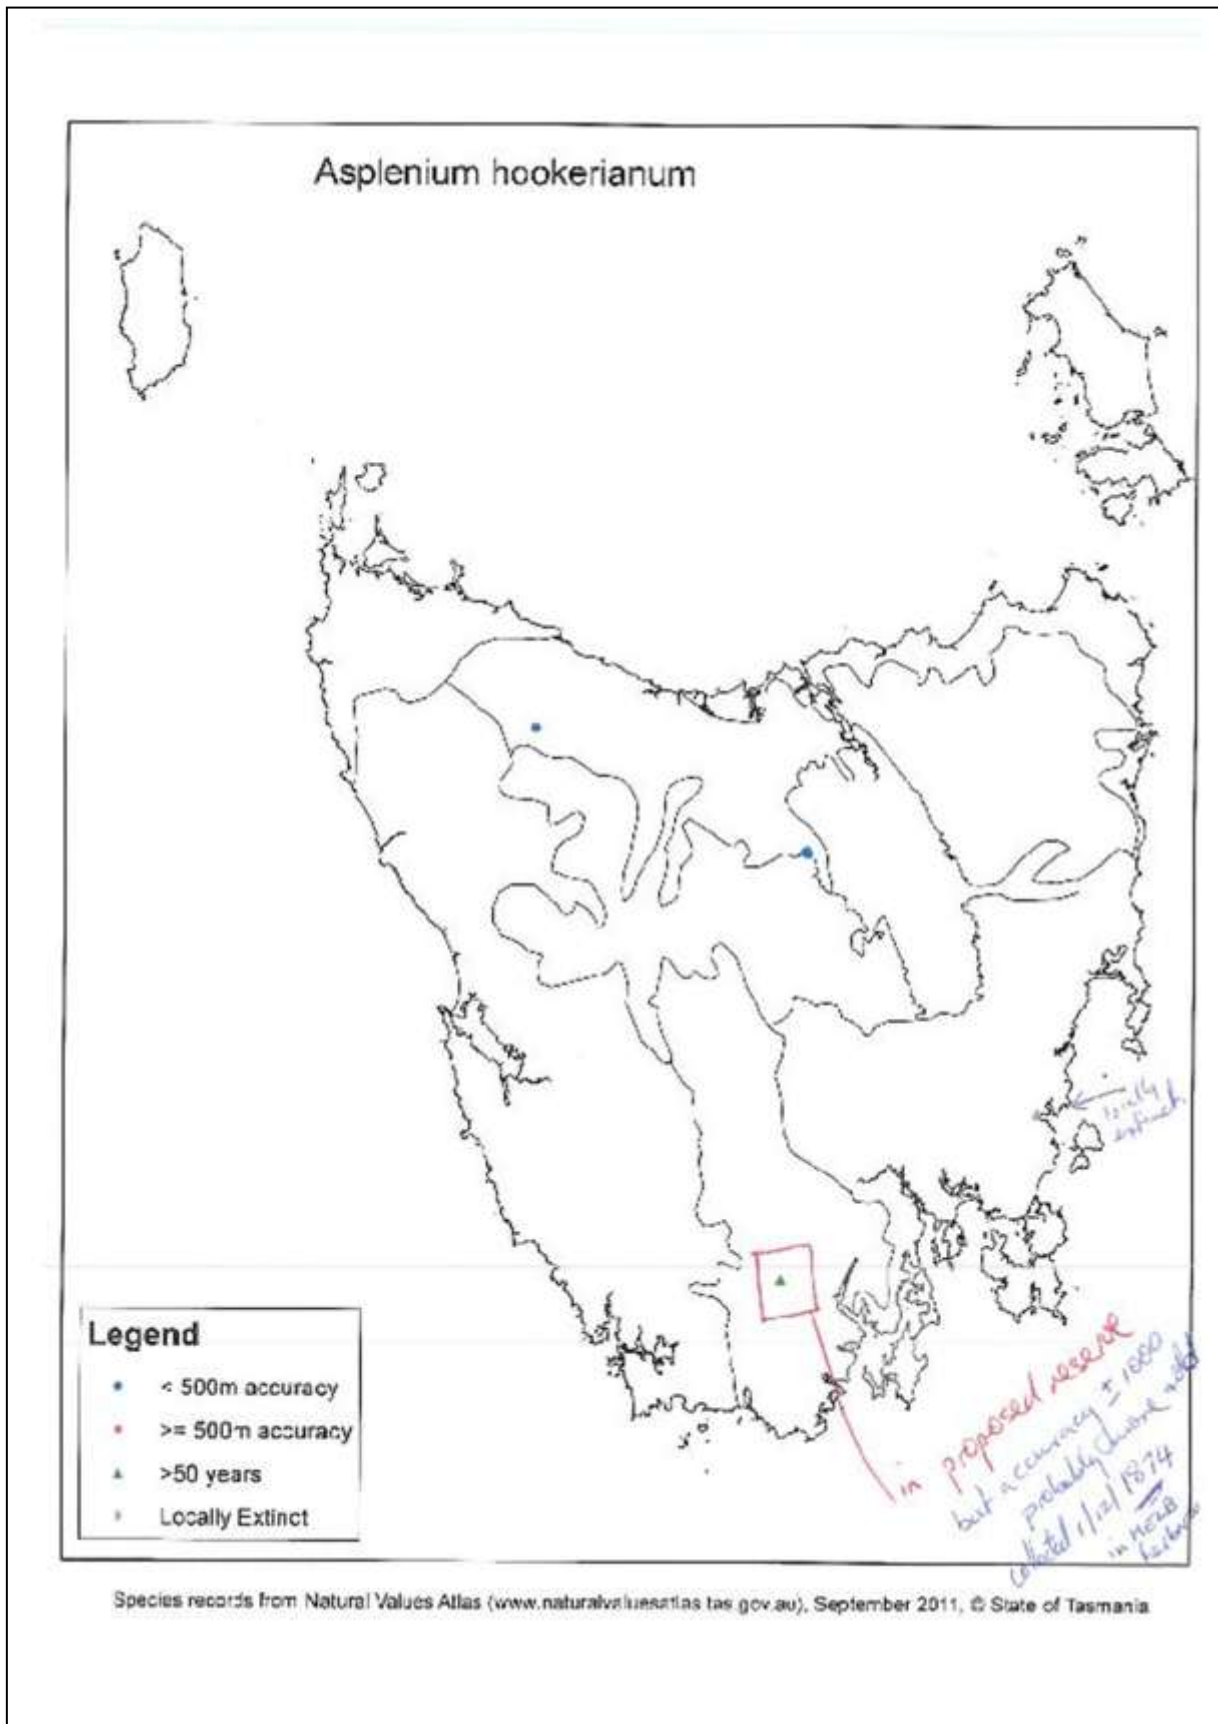 Asplenium hookerianum
locally
extinct
Legend
< 500m accuracy
>= 500m accuracy
>50 years
Locally Extinct
in proposed reserve
but accuracy ± 1000
probably
collected 1/12/1874
in MELB
Species records from Natural Values Atlas (www.naturalvaluesatlas.tas.gov.au), September 2011, © State of Tasmania